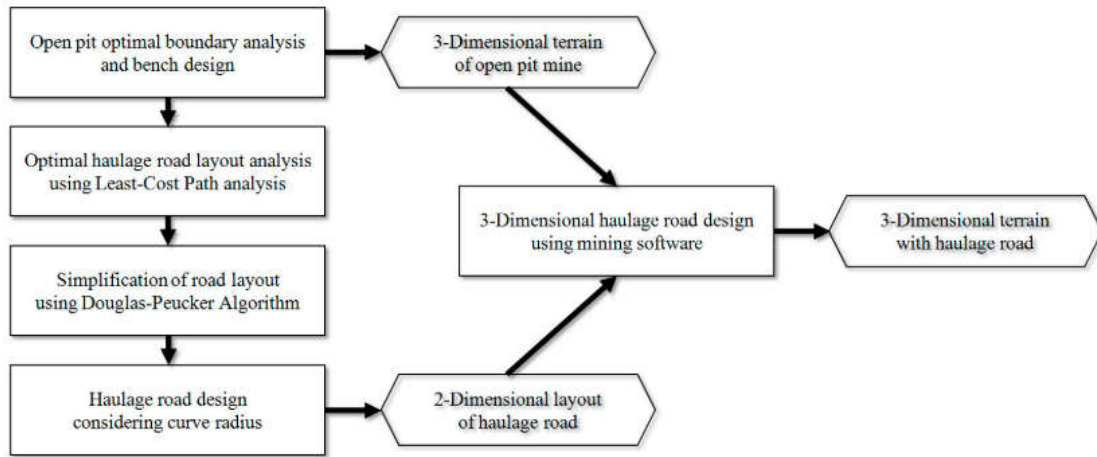 Open pit optimal boundary analysis
and bench design
3-Dimensional terrain
of open pit mine
Optimal haulage road layout analysis
using Least-Cost Path analysis
3-Dimensional haulage road design
using mining software
3-Dimensional terrain
with haulage road
Simplification of road layout
using Douglas-Peucker Algorithm
Haulage road design
considering curve radius
2-Dimensional layout
of haulage road